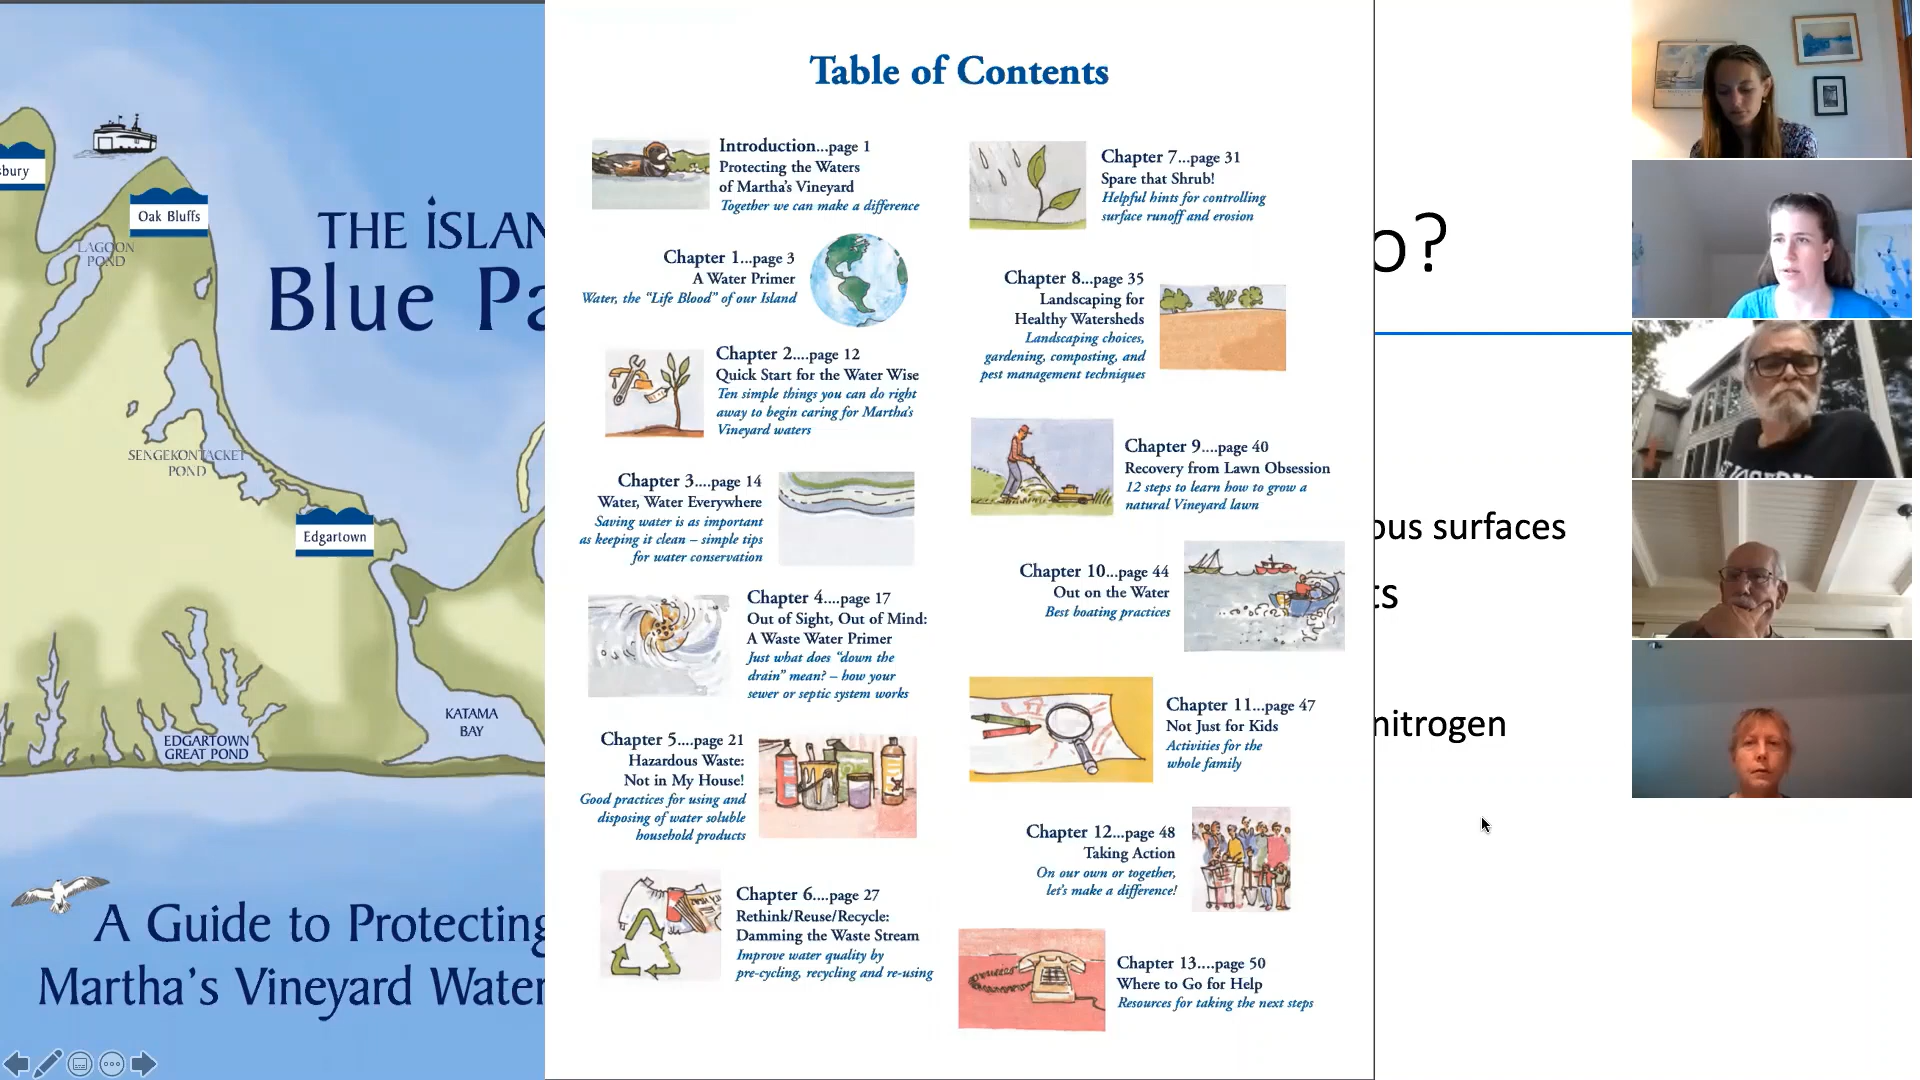 sbury
Oak Bluffs
LAGOON
POND
THE ISLAN
Blue Pa
SENGEKONTACKET
POND
Edgartown
KATAMA
BAY
EDGARTOWN
GREAT POND
A Guide to Protecting
Martha's Vineyard Water
Table of Contents
Introduction...page 1
Protecting the Waters
of Martha's Vineyard
Together we can make a difference
Chapter 1...page 3
A Water Primer
Water, the "Life Blood" of our Island
Chapter 2....page 12
Quick Start for the Water Wise
Ten simple things you can do right
away to begin caring for Martha's
Vineyard waters
Chapter 3....page 14
Water, Water Everywhere
Saving water is as important
as keeping it clean – simple tips
for water conservation
Chapter 4....page 17
Out of Sight, Out of Mind:
A Waste Water Primer
Just what does "down the
drain" mean? – how your
sewer or septic system works
Chapter 5....page 21
Hazardous Waste:
Not in My House!
Good practices for using and
disposing of water soluble
household products
Chapter 6....page 27
Rethink/Reuse/Recycle:
Damming the Waste Stream
Improve water quality by
pre-cycling, recycling and re-using
Chapter 7...page 31
Spare that Shrub!
Helpful hints for controlling
surface runoff and erosion
Chapter 8...page 35
Landscaping for
Healthy Watersheds
Landscaping choices,
gardening, composting, and
pest management techniques
Chapter 9....page 40
Recovery from Lawn Obsession
12 steps to learn how to grow a
natural Vineyard lawn
Chapter 10...page 44
Out on the Water
Best boating practices
Chapter 11...page 47
Not Just for Kids
Activities for the
whole family
Chapter 12...page 48
Taking Action
On our own or together,
let's make a difference!
Chapter 13....page 50
Where to Go for Help
Resources for taking the next steps
o?
ous surfaces
ts
nitrogen